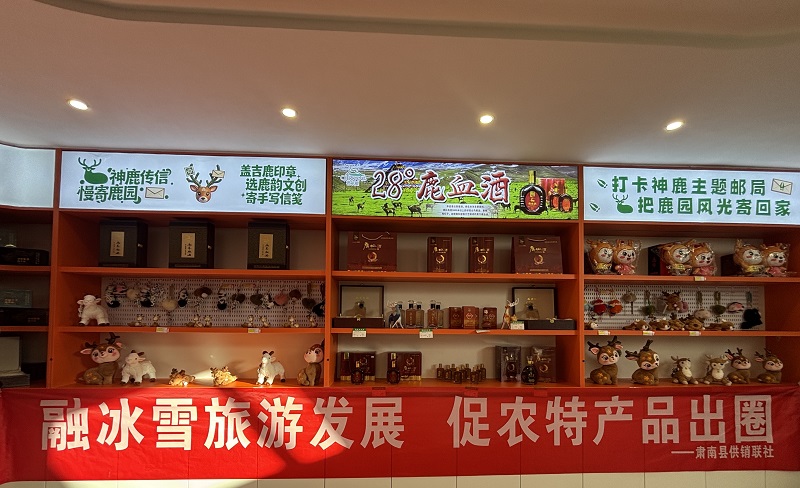 神鹿传信
慢寄鹿园
盖吉鹿印章
选鹿韵文创
寄手写信笺
28°鹿血酒
打卡神鹿主题邮局
把鹿园风光寄回家
融冰雪旅游发展 促农特产品出圈
——肃南县供销联社